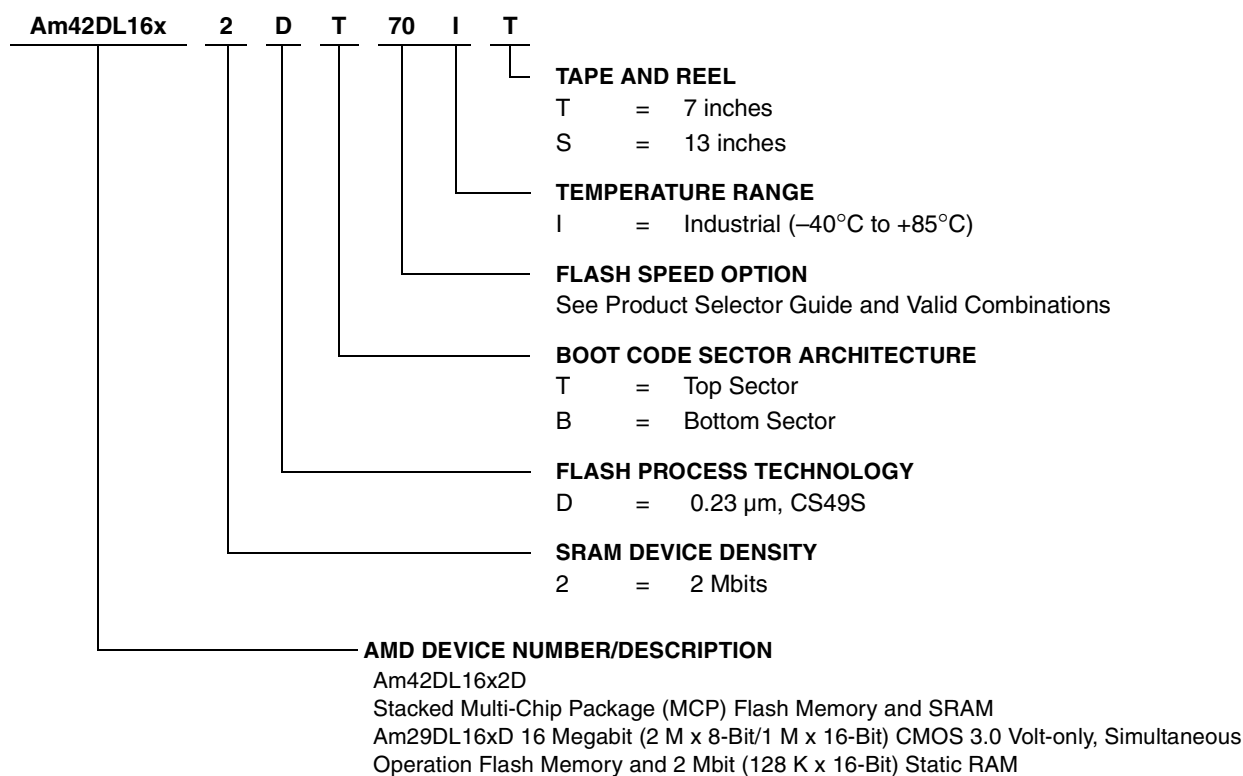 Am42DL16x 2 D T 70 I T
TAPE AND REEL
T = 7 inches
S = 13 inches
TEMPERATURE RANGE
I = Industrial (–40°C to +85°C)
FLASH SPEED OPTION
See Product Selector Guide and Valid Combinations
BOOT CODE SECTOR ARCHITECTURE
T = Top Sector
B = Bottom Sector
FLASH PROCESS TECHNOLOGY
D = 0.23 µm, CS49S
SRAM DEVICE DENSITY
2 = 2 Mbits
AMD DEVICE NUMBER/DESCRIPTION
Am42DL16x2D
Stacked Multi-Chip Package (MCP) Flash Memory and SRAM
Am29DL16xD 16 Megabit (2 M x 8-Bit/1 M x 16-Bit) CMOS 3.0 Volt-only, Simultaneous
Operation Flash Memory and 2 Mbit (128 K x 16-Bit) Static RAM